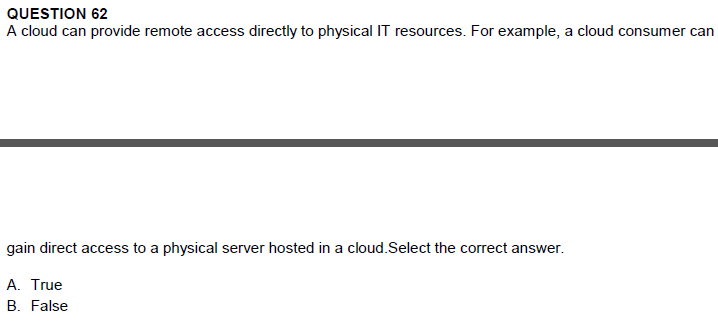 QUESTION 62
A cloud can provide remote access directly to physical IT resources. For example, a cloud consumer can
gain direct access to a physical server hosted in a cloud.Select the correct answer.
A. True
B. False